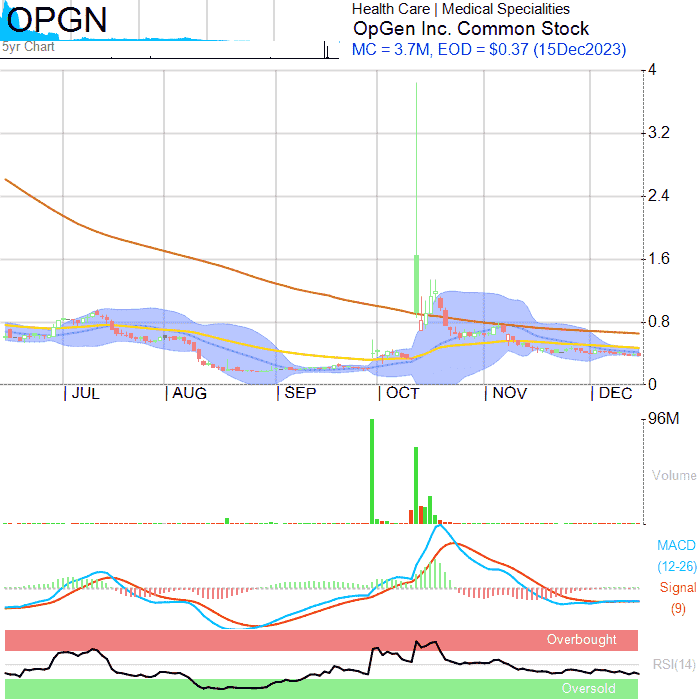 OPGN
Health Care | Medical Specialities
OpGen Inc. Common Stock
MC = 3.7M, EOD = $0.37 (15Dec2023)
5yr Chart
4
3.2
2.4
1.6
0.8
0
JUL AUG SEP OCT NOV DEC
96M
Volume
MACD
(12-26)
Signal
(9)
Overbought
RSI(14)
Oversold